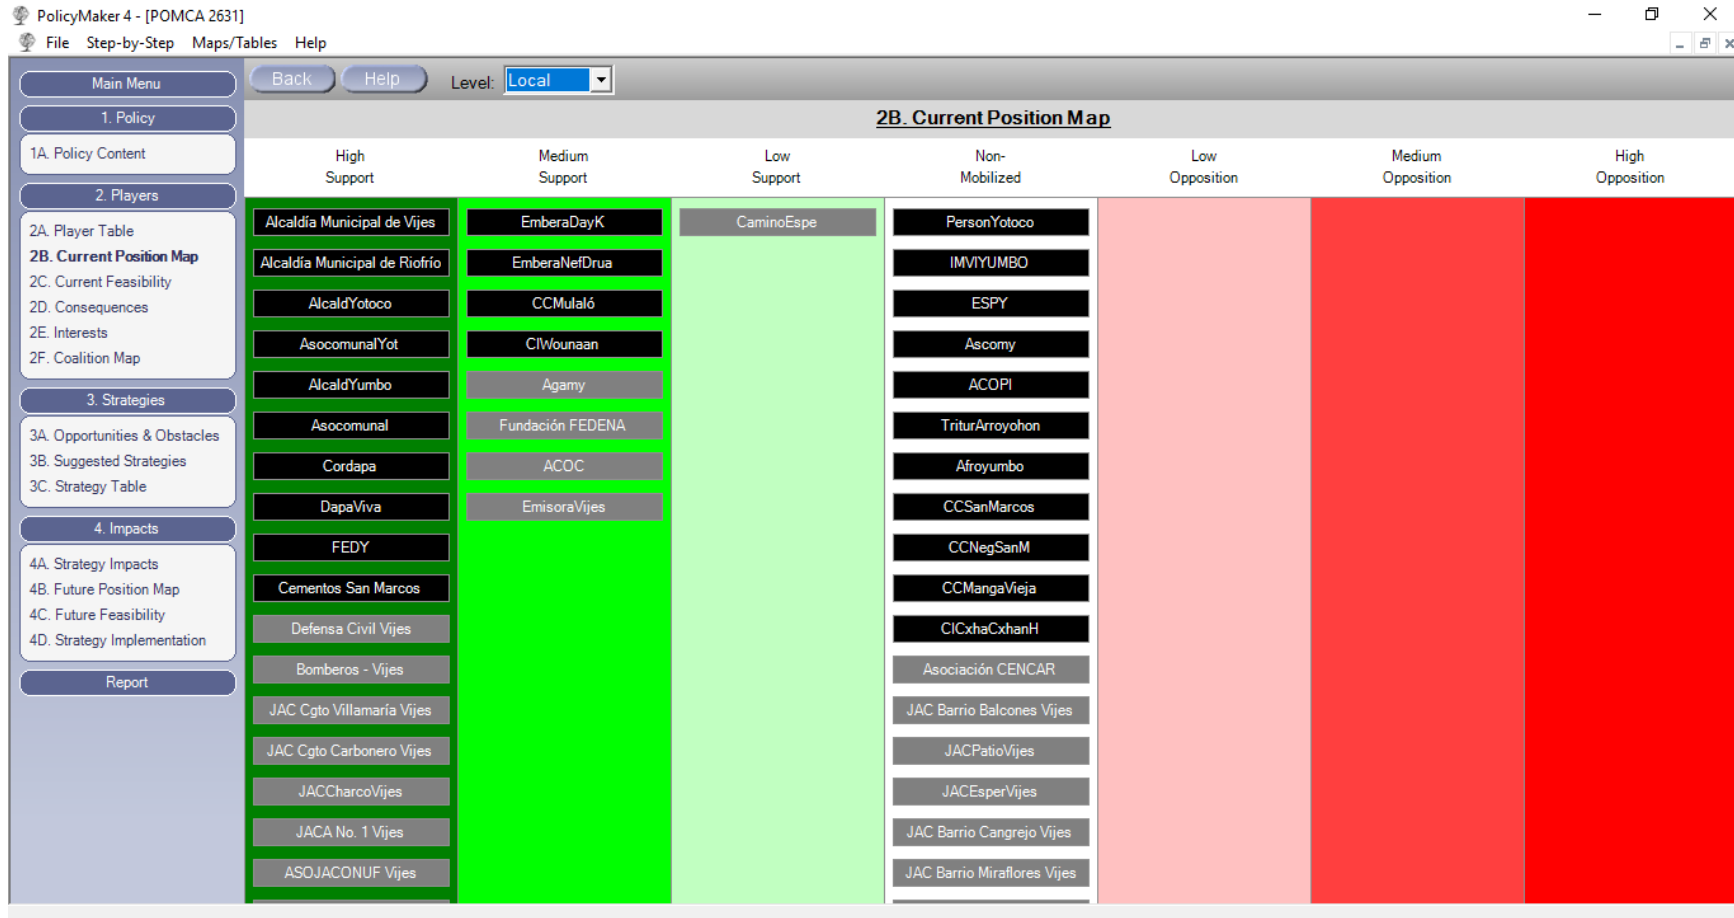 PolicyMaker 4 - [POMCA 2631]
File Step-by-Step Maps/Tables Help
Main Menu
1. Policy
1A. Policy Content
2. Players
2A. Player Table
2B. Current Position Map
2C. Current Feasibility
2D. Consequences
2E. Interests
2F. Coalition Map
3. Strategies
3A. Opportunities & Obstacles
3B. Suggested Strategies
3C. Strategy Table
4. Impacts
4A. Strategy Impacts
4B. Future Position Map
4C. Future Feasibility
4D. Strategy Implementation
Report
Back Help Level: Local
2B. Current Position Map
High
Support
Medium
Support
Low
Support
Non-
Mobilized
Low
Opposition
Medium
Opposition
High
Opposition
Alcaldía Municipal de Vijes
Alcaldía Municipal de Riofrío
AlcaldYotoco
AsocomunalYot
AlcaldYumbo
Asocomunal
Cordapa
DapaViva
FEDY
Cementos San Marcos
Defensa Civil Vijes
Bomberos - Vijes
JAC Cgto Villamaría Vijes
JAC Cgto Carbonero Vijes
JACCharcoVijes
JACA No. 1 Vijes
ASOJACONUF Vijes
EmberaDayK
EmberaNefDrua
CCMulaló
CIWounaan
Agamy
Fundación FEDENA
ACOC
EmisoraVijes
CaminoEspe
PersonYotoco
IMVIYUMBO
ESPY
Ascomy
ACOPI
TriturArroyohon
Afroyumbo
CCSanMarcos
CCNegSanM
CCMangaVieja
CICxhaCxhanH
Asociación CENCAR
JAC Barrio Balcones Vijes
JACPatioVijes
JACEsperVijes
JAC Barrio Cangrejo Vijes
JAC Barrio Miraflores Vijes